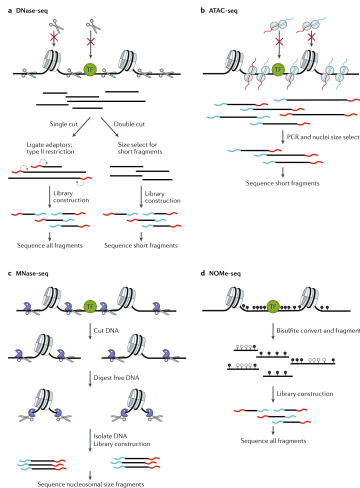 a DNase-seq
TF
Single cut
Double cut
Ligate adaptors;
type II restriction
Size select for
short fragments
Library
construction
Library
construction
Sequence all fragments
Sequence short fragments
b ATAC-seq
TF
PCR and nuclei size select
Sequence short fragments
c MNase-seq
TF
Cut DNA
Digest free DNA
Isolate DNA
Library construction
Sequence nucleosomal size fragments
d NOMe-seq
TF
Bisulfite convert and fragment
Library construction
Sequence all fragments